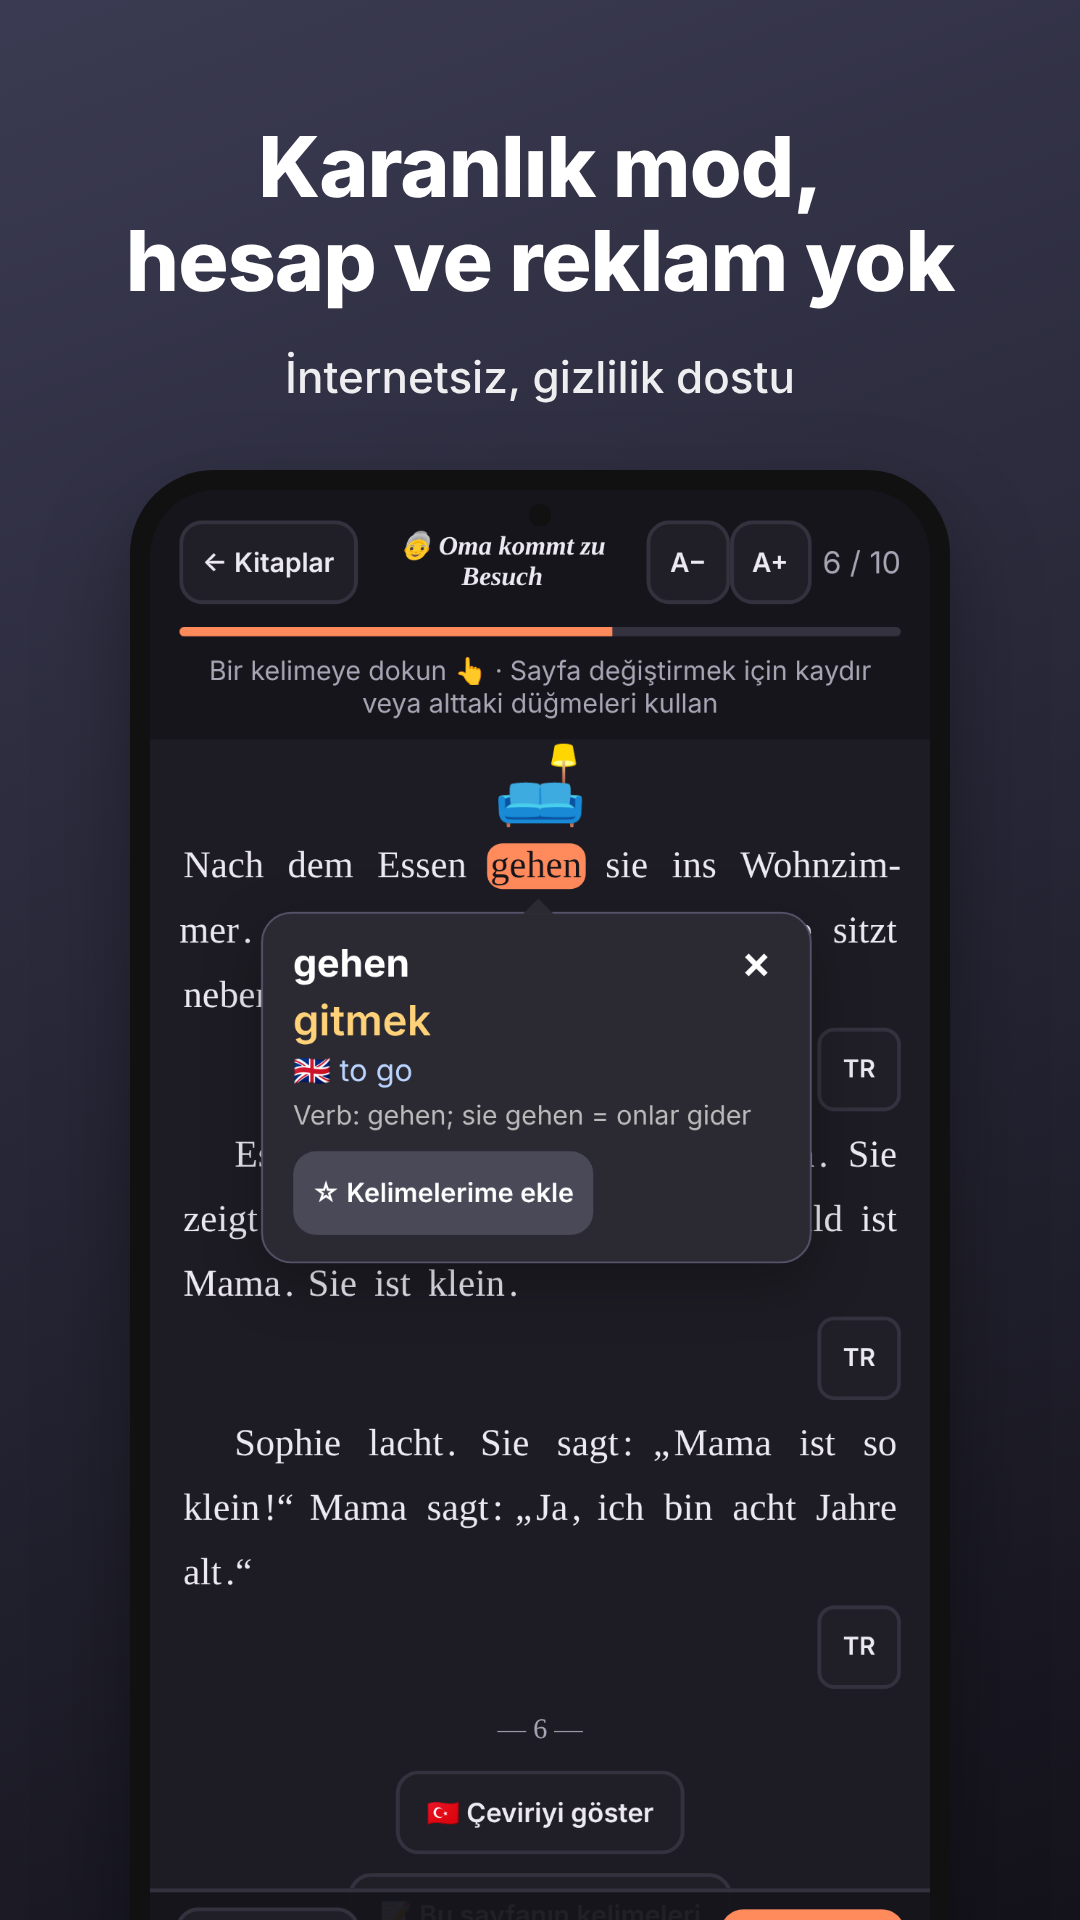 Karanlık mod,
hesap ve reklam yok
İnternetsiz, gizlilik dostu
← Kitaplar
Oma kommt zu
Besuch
A−
A+
6 / 10
Bir kelimeye dokun 👆 · Sayfa değiştirmek için kaydır
veya alttaki düğmeleri kullan
Nach dem Essen gehen sie ins Wohnzim-
mer. sitzt
gehen
×
gitmek
to go
Verb: gehen; sie gehen = onlar gider
☆ Kelimelerime ekle
TR
Sie
zeigt ist
Mama. Sie ist klein.
TR
Sophie lacht. Sie sagt: „Mama ist so
klein!“ Mama sagt: „Ja, ich bin acht Jahre
alt.“
TR
— 6 —
Çeviriyi göster
Bu sayfanın kelimeleri